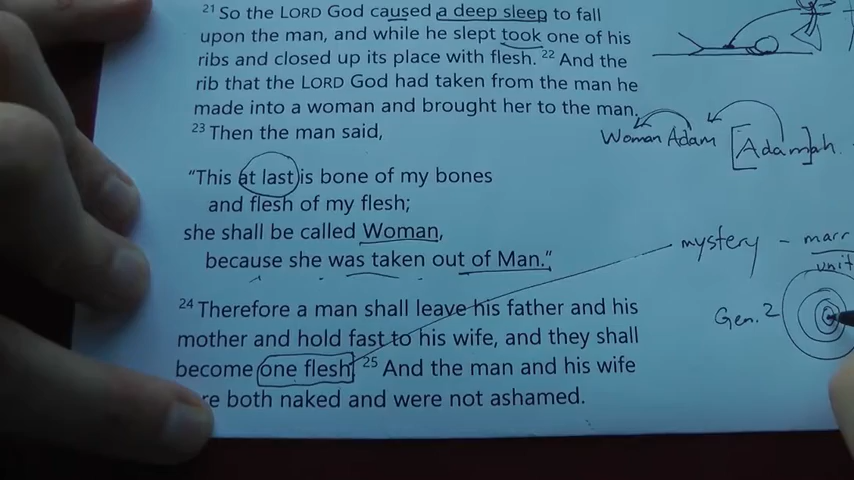 21 So the LORD God caused a deep sleep to fall
upon the man, and while he slept took one of his
ribs and closed up its place with flesh. 22 And the
rib that the LORD God had taken from the man he
made into a woman and brought her to the man.
23 Then the man said,
Woman Adam [Adam]ah.
“This at last is bone of my bones
and flesh of my flesh;
she shall be called Woman,
because she was taken out of Man.”
mystery - marr
unit
24 Therefore a man shall leave his father and his
mother and hold fast to his wife, and they shall
become one flesh. 25 And the man and his wife
re both naked and were not ashamed.
Gen. 2